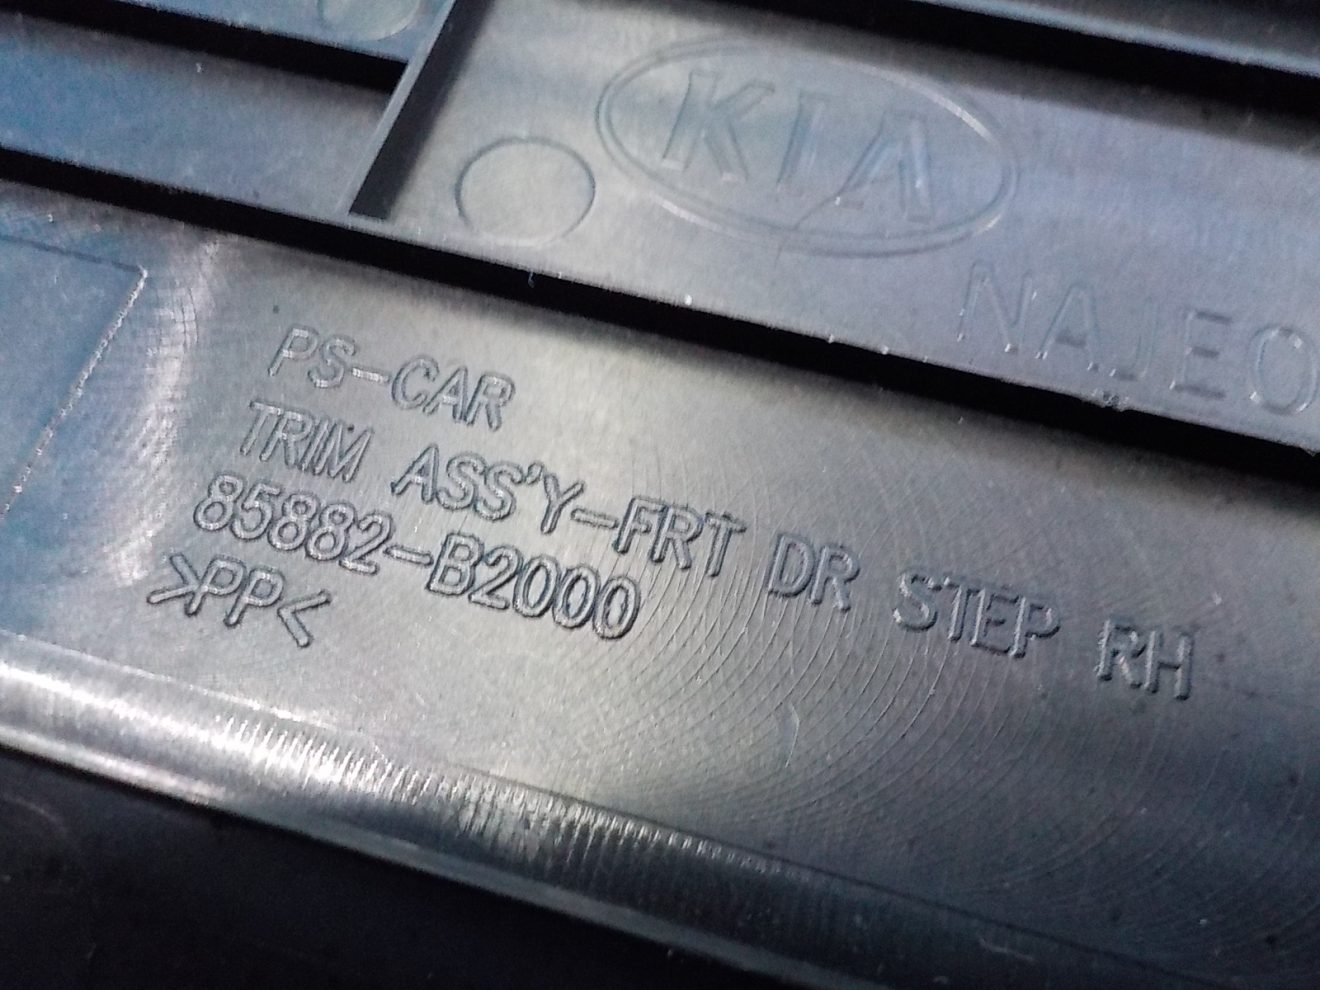 KIA
NAJEO
PS-CAR
TRIM ASS'Y-FRT DR STEP RH
85882-B2000
>PP<